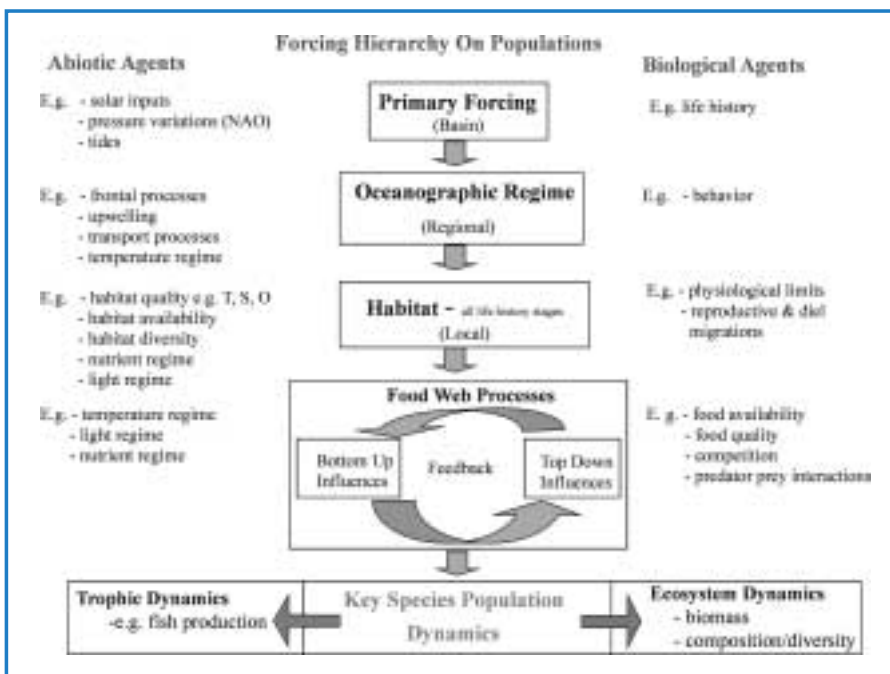 Forcing Hierarchy On Populations
Abiotic Agents
Biological Agents
E.g. - solar inputs
- pressure variations (NAO)
- tides
Primary Forcing
(Basin)
E.g. life history
E.g. - frontal processes
- upwelling
- transport processes
- temperature regime
Oceanographic Regime
(Regional)
E.g. - behavior
E.g. - habitat quality e.g. T, S, O
- habitat availability
- habitat diversity
- nutrient regime
- light regime
Habitat - all life history stages
(Local)
E.g. - physiological limits
- reproductive & diel
migrations
E.g. - temperature regime
- light regime
- nutrient regime
Food Web Processes
Bottom Up
Influences
Feedback
Top Down
Influences
E. g. - food availability
- food quality
- competition
- predator prey interactions
Trophic Dynamics
-e.g. fish production
Key Species Population
Dynamics
Ecosystem Dynamics
- biomass
- composition/diversity